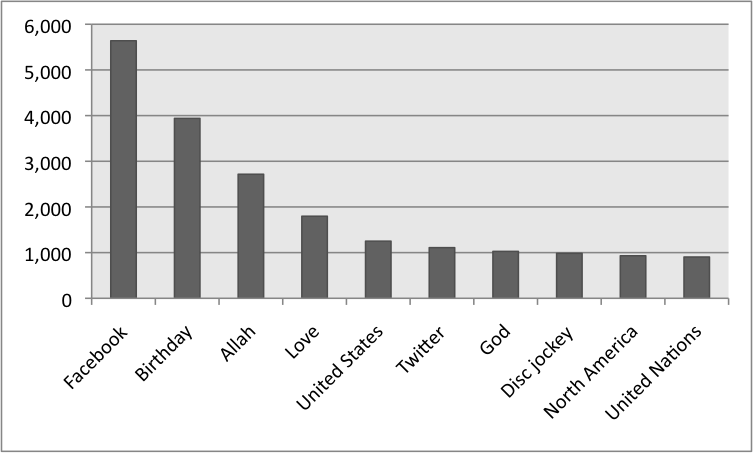 6,000
5,000
4,000
3,000
2,000
1,000
0
Facebook
Birthday
Allah
Love
United States
Twitter
God
Disc jockey
North America
United Nations